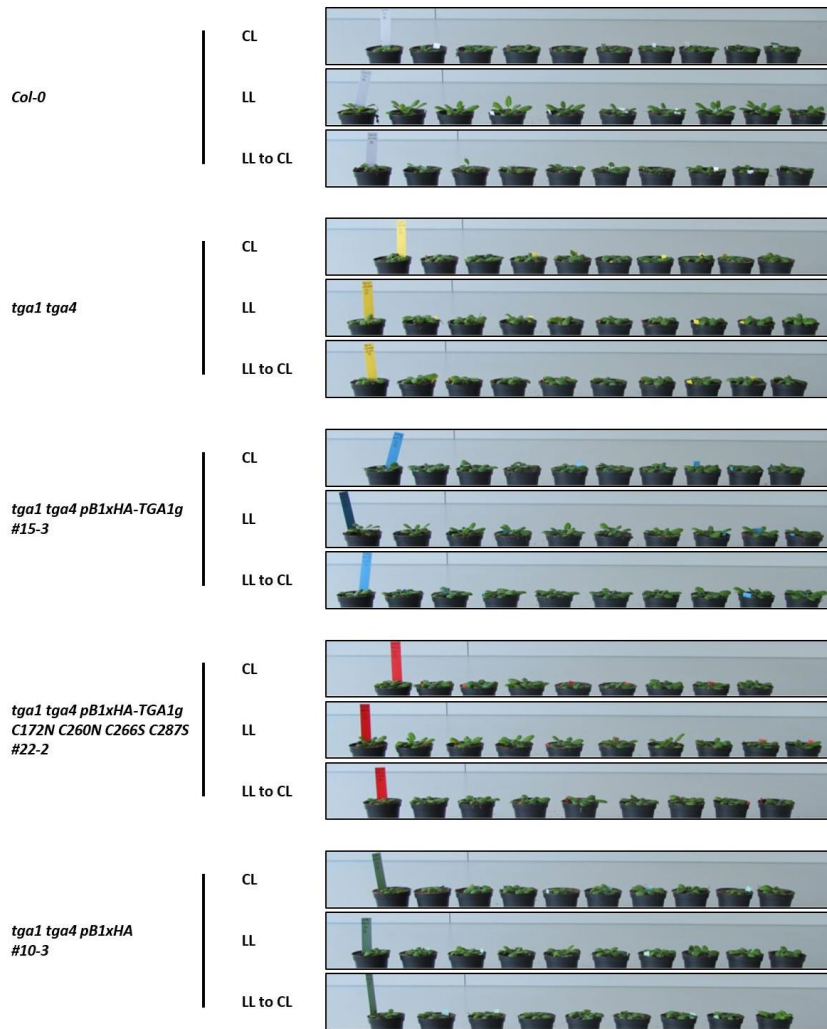 Col-0
CL
LL
LL to CL
tga1 tga4
CL
LL
LL to CL
tga1 tga4 pB1xHA-TGA1g
#15-3
CL
LL
LL to CL
tga1 tga4 pB1xHA-TGA1g
C172N C260N C266S C287S
#22-2
CL
LL
LL to CL
tga1 tga4 pB1xHA
#10-3
CL
LL
LL to CL